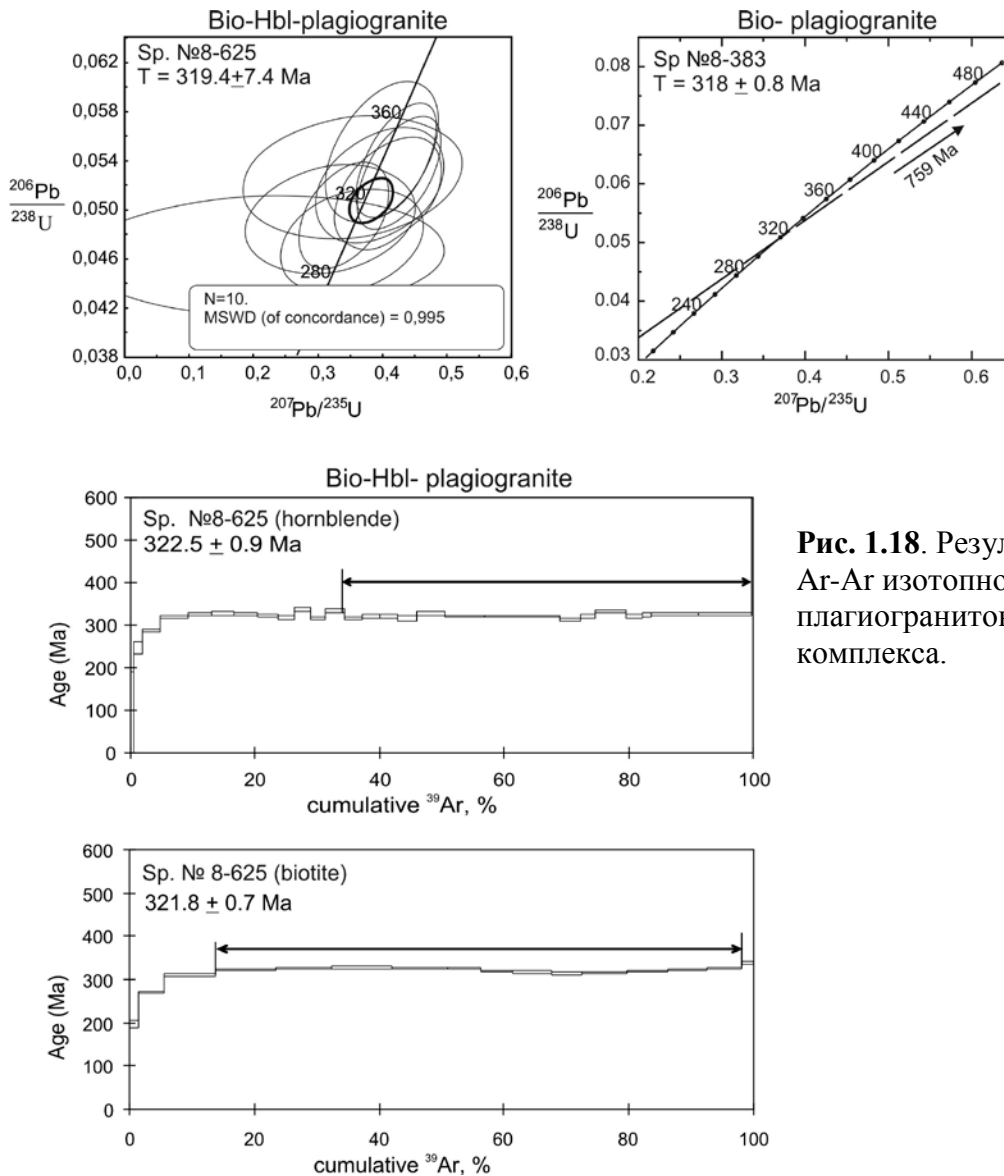 Bio-Hbl-plagiogranite
Sp. №8-625
T = 319.4±7.4 Ma
0,062
0,058
0,054
0,050
0,046
0,042
0,038
206Pb
238U
360
320
280
N=10.
MSWD (of concordance) = 0,995
0,0 0,1 0,2 0,3 0,4 0,5 0,6
207Pb/235U
Bio- plagiogranite
Sp №8-383
T = 318 ± 0.8 Ma
0.08
0.07
0.06
0.05
0.04
0.03
206Pb
238U
480
440
400
360
320
280
240
759 Ma
0.2 0.3 0.4 0.5 0.6
207Pb/235U
Bio-Hbl- plagiogranite
Sp. №8-625 (hornblende)
322.5 ± 0.9 Ma
600
500
400
300
200
100
0
Age (Ma)
0 20 40 60 80 100
cumulative 39Ar, %
Sp. № 8-625 (biotite)
321.8 ± 0.7 Ma
600
500
400
300
200
100
0
Age (Ma)
0 20 40 60 80 100
cumulative 39Ar, %
Рис. 1.18.
Ar-Ar
комплекса.